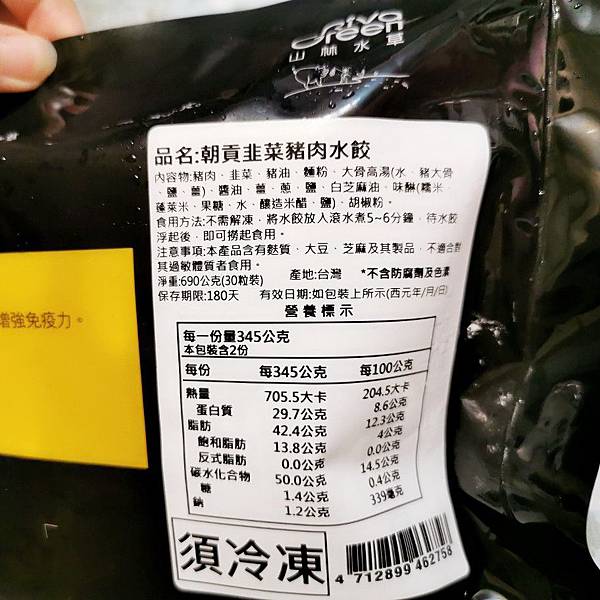 riva
Green
山林水草
品名:朝貢韭菜豬肉水餃
內容物:豬肉、韭菜、豬油、麵粉、大骨高湯(水、豬大骨
、鹽、薑)、醬油、薑、蔥、鹽、白芝麻油、味醂(糯米、
蓬萊米、果糖、水、釀造米醋、鹽)、胡椒粉。
食用方法:不需解凍，將水餃放入滾水煮5~6分鐘，待水餃
浮起後，即可撈起食用。
注意事項:本產品含有麩質、大豆、芝麻及其製品，不適合對
其過敏體質者食用。
淨重:690公克(30粒裝) 產地:台灣 *不含防腐劑及色素
保存期限:180天 有效日期:如包裝上所示(西元年/月/日)
營養標示
每一份量345公克
本包裝含2份
每份 每345公克 每100公克
熱量 705.5大卡 204.5大卡
蛋白質 29.7公克 8.6公克
脂肪 42.4公克 12.3公克
飽和脂肪 13.8公克 4公克
反式脂肪 0.0公克 0.0公克
碳水化合物 50.0公克 14.5公克
糖 1.4公克 0.4公克
鈉 1.2公克 339毫克
須冷凍
4 712899 462758
增強免疫力。